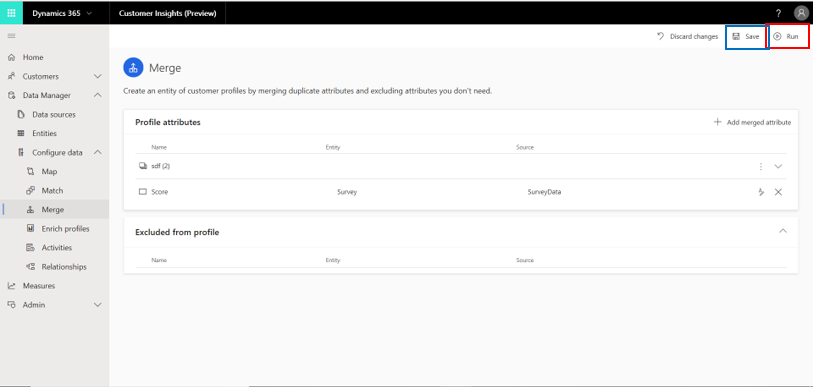 Dynamics 365 Customer Insights (Preview) ?
Discard changes Save Run
Home
Customers
Data Manager
Data sources
Entities
Configure data
Map
Match
Merge
Enrich profiles
Activities
Relationships
Measures
Admin
Merge
Create an entity of customer profiles by merging duplicate attributes and excluding attributes you don't need.
Profile attributes Add merged attribute
Name Entity Source
sdf (2)
Score Survey SurveyData
Excluded from profile
Name Entity Source